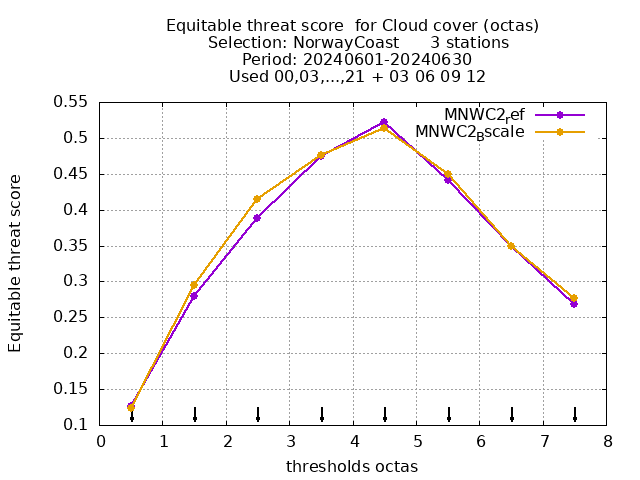 Equitable threat score  for Cloud cover (octas)
Selection: NorwayCoast      3 stations
Period: 20240601-20240630
Used 00,03,...,21 + 03 06 09 12
MNWC2ref
MNWC2Bscale
0.55
0.5
0.45
0.4
0.35
0.3
0.25
0.2
0.15
0.1
Equitable threat score
0 1 2 3 4 5 6 7 8
thresholds octas